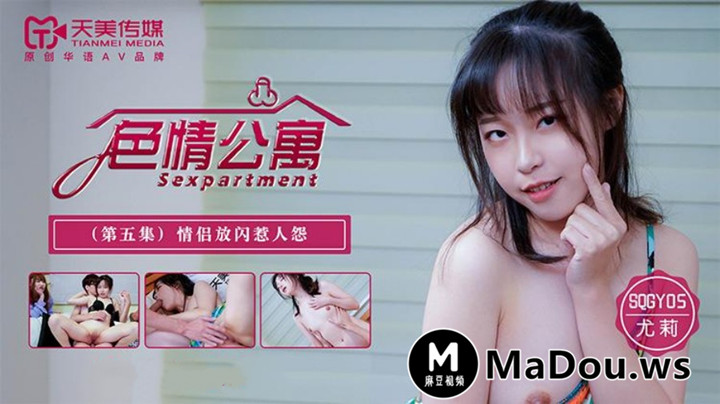 天美传媒
TIANMEI MEDIA
原创华语AV品牌
色情公寓
Sexpartment
(第五集) 情侣放闪惹人怨
SQGY05
尤莉
M
麻豆视频
MaDou.ws